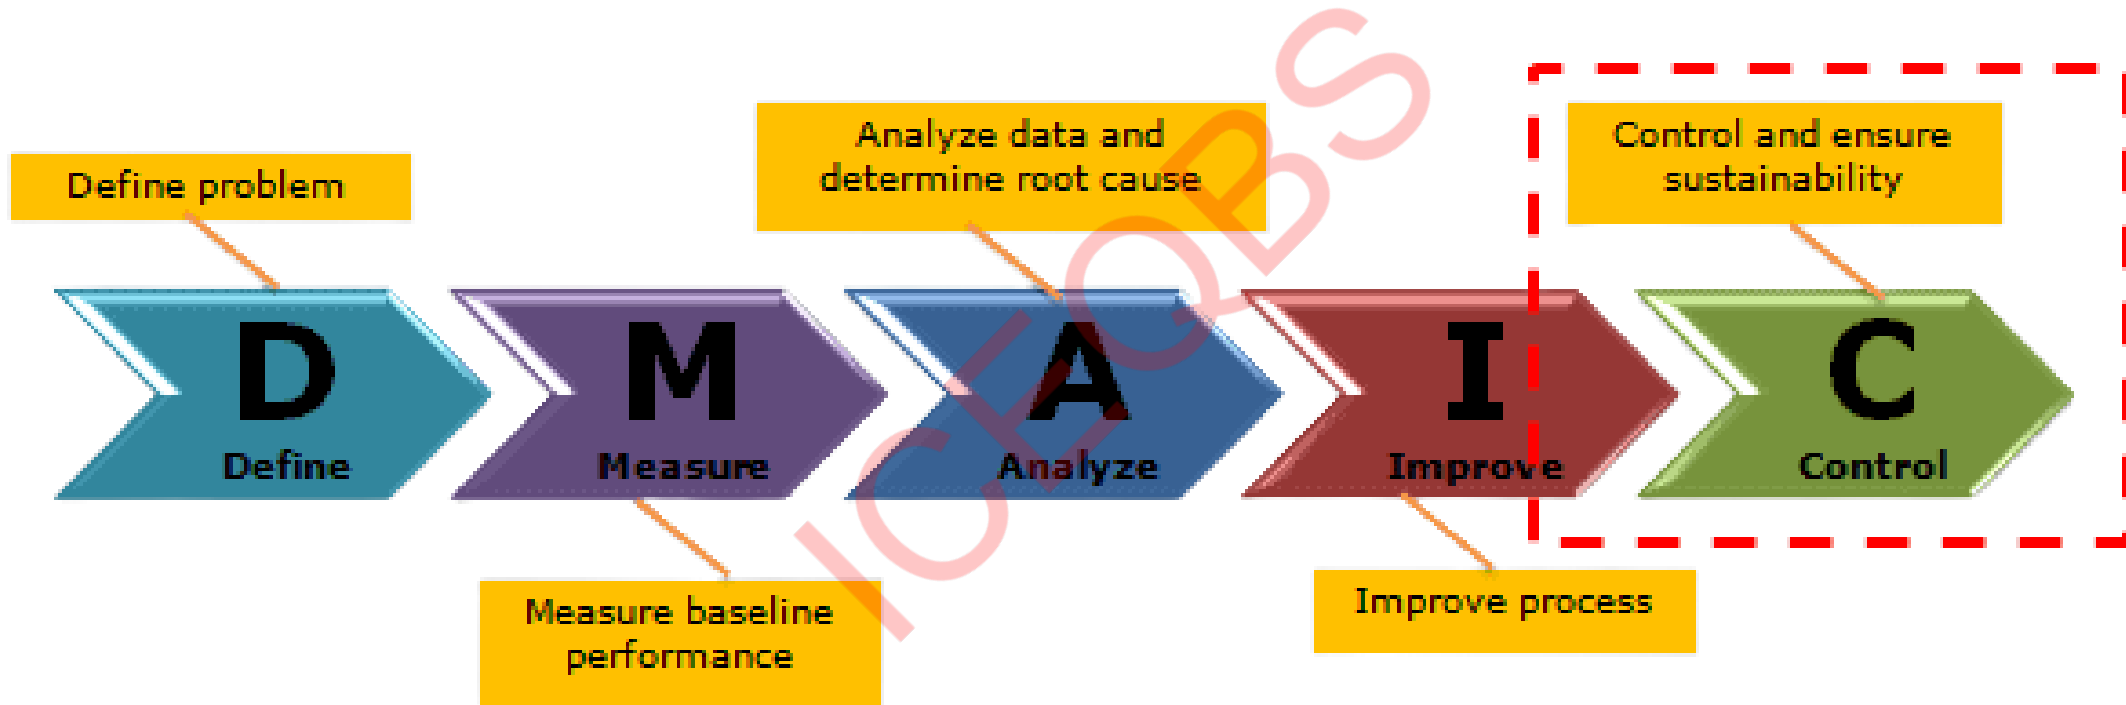 Define problem
Analyze data and
determine root cause
Control and ensure
sustainability
D
Define
M
Measure
A
Analyze
I
Improve
C
Control
Measure baseline
performance
Improve process
ICEQBS